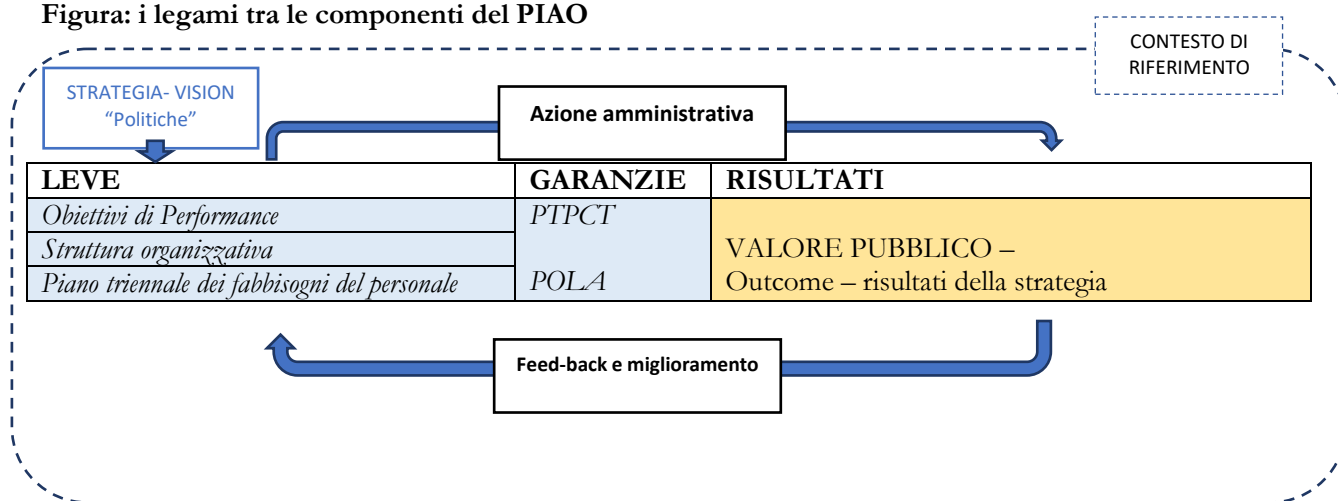 Figura: i legami tra le componenti del PIAO
CONTESTO DI
RIFERIMENTO
STRATEGIA- VISION
“Politiche”
Azione amministrativa
LEVE GARANZIE RISULTATI
Obiettivi di Performance PTPCT
Struttura organizzativa VALORE PUBBLICO –
Piano triennale dei fabbisogni del personale POLA Outcome – risultati della strategia
Feed-back e miglioramento